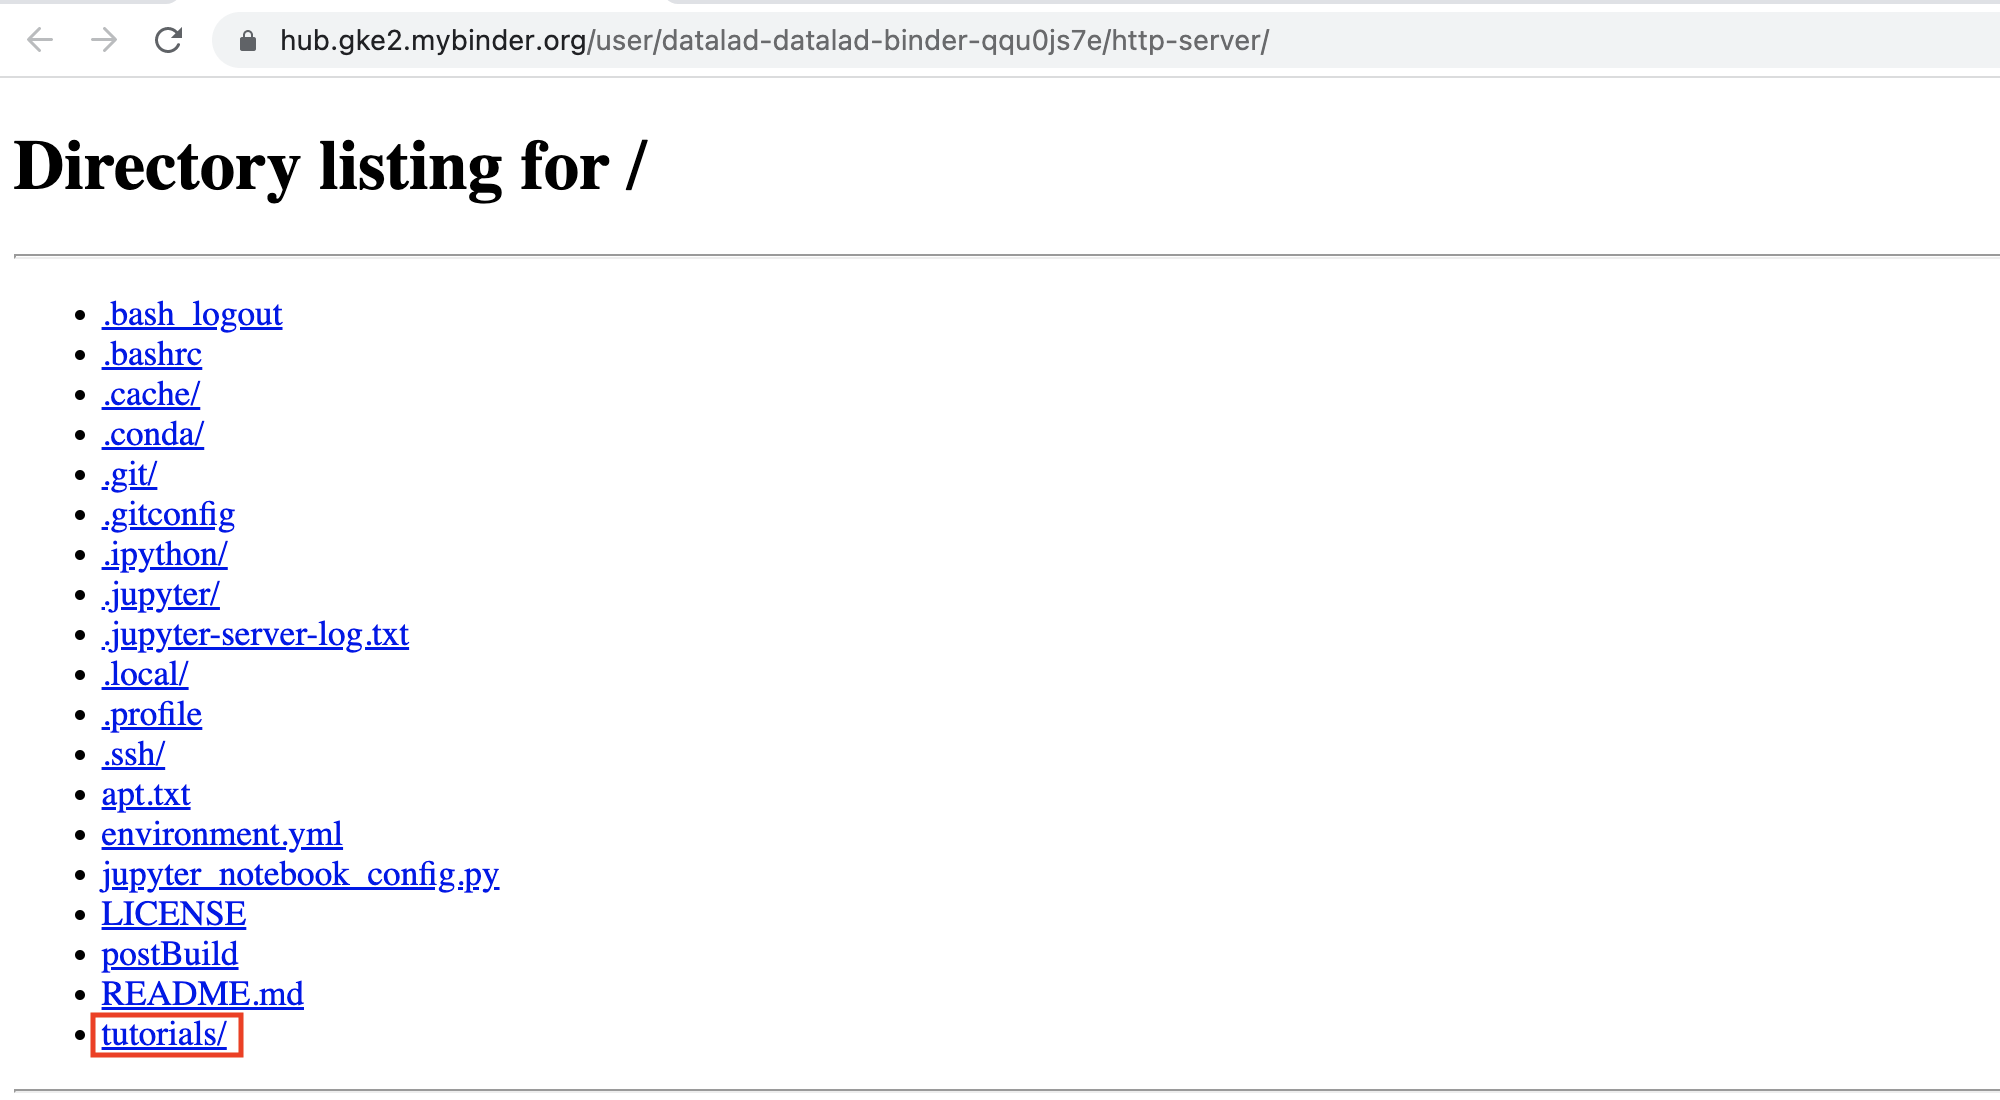 hub.gke2.mybinder.org/user/datalad-datalad-binder-qqu0js7e/http-server/
Directory listing for /
.bash_logout
.bashrc
.cache/
.conda/
.git/
.gitconfig
.ipython/
.jupyter/
.jupyter-server-log.txt
.local/
.profile
.ssh/
apt.txt
environment.yml
jupyter_notebook_config.py
LICENSE
postBuild
README.md
tutorials/